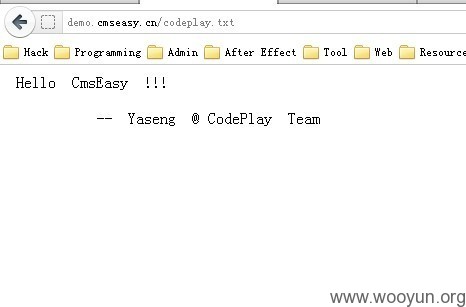 demo.cmseasy.cn/codeplay.txt
Hack Programming Admin After Effect Tool Web Resource
Hello CmsEasy !!!
-- Yaseng @ CodePlay Team
www.wooyun.org